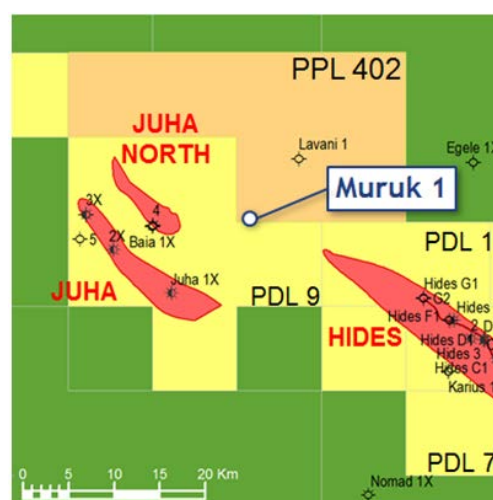 PPL 402
JUHA
NORTH
Lavani 1
Egele 1X
Muruk 1
3X
4
5
2X
Baia 1X
PDL 1
Juha 1X
Hides G1
G2
JUHA
PDL 9
Hides F1
Hides
2
D
HIDES
Hides D1
Hides 3
Hides C1
Karius 1
PDL 7
0 5 10 20 Km
Nomad 1X